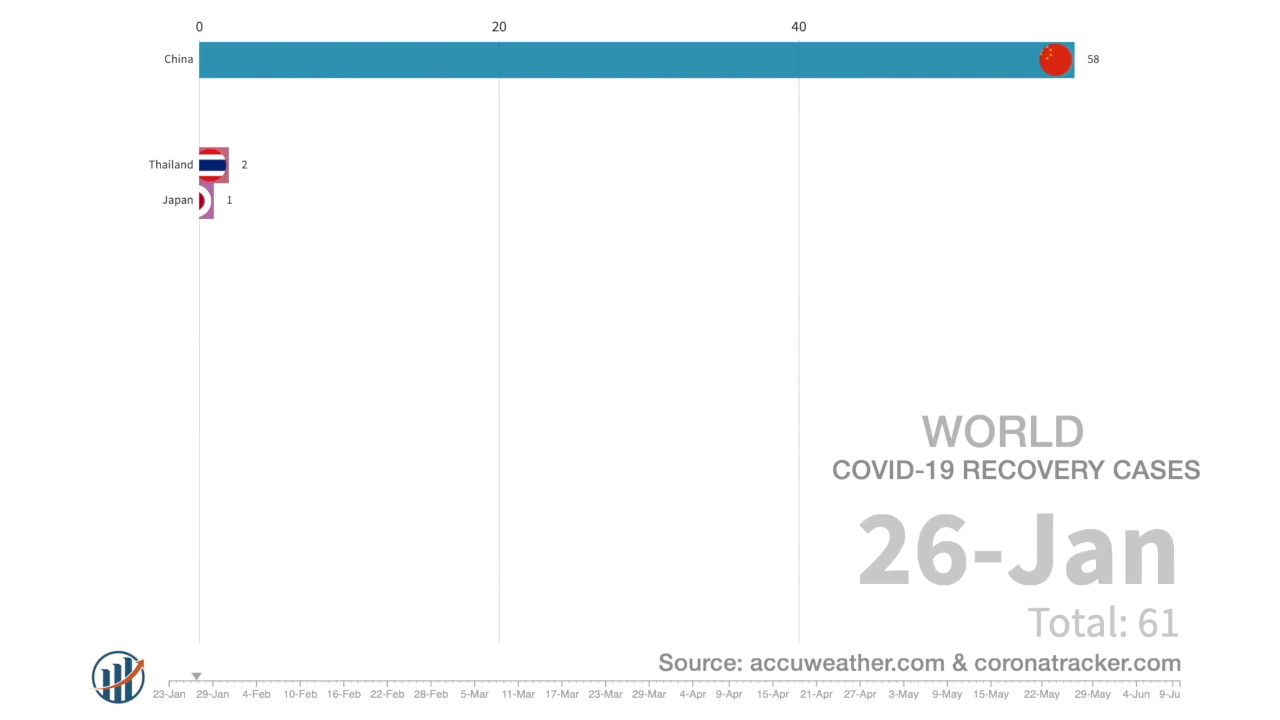 0 20 40
China 58
Thailand 2
Japan 1
WORLD
COVID-19 RECOVERY CASES
26-Jan
Total: 61
Source: accuweather.com & coronatracker.com
23-Jan 29-Jan 4-Feb 10-Feb 16-Feb 22-Feb 28-Feb 5-Mar 11-Mar 17-Mar 23-Mar 29-Mar 4-Apr 9-Apr 15-Apr 21-Apr 27-Apr 3-May 9-May 15-May 22-May 29-May 4-Jun 9-Ju